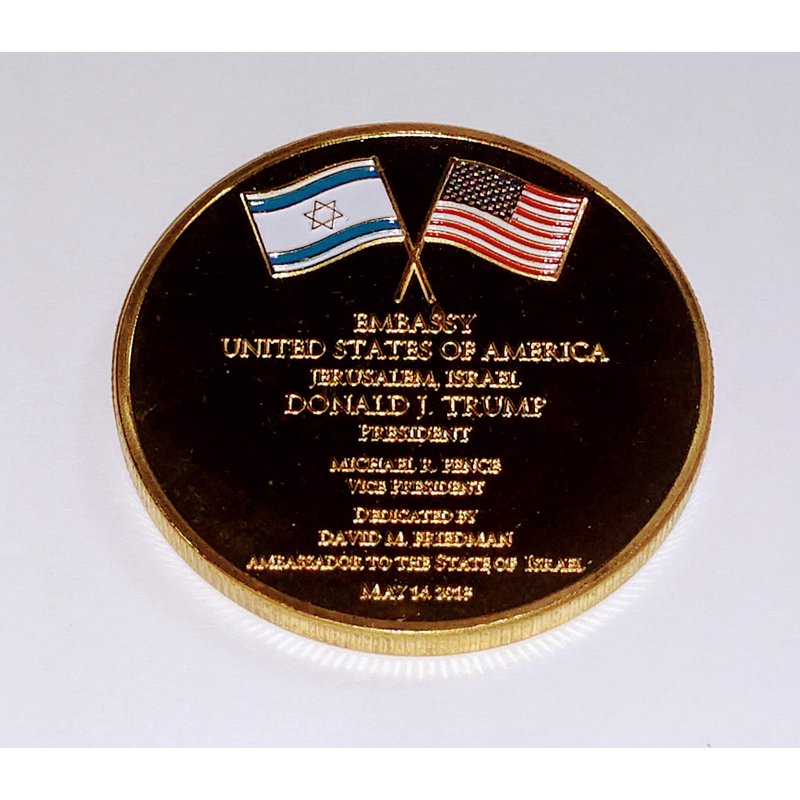 EMBASSY
UNITED STATES OF AMERICA
JERUSALEM, ISRAEL
DONALD J. TRUMP
PRESIDENT
MICHAEL R. PENCE
VICE PRESIDENT
DEDICATED BY
DAVID M. FRIEDMAN
AMBASSADOR TO THE STATE OF ISRAEL
MAY 14 2018